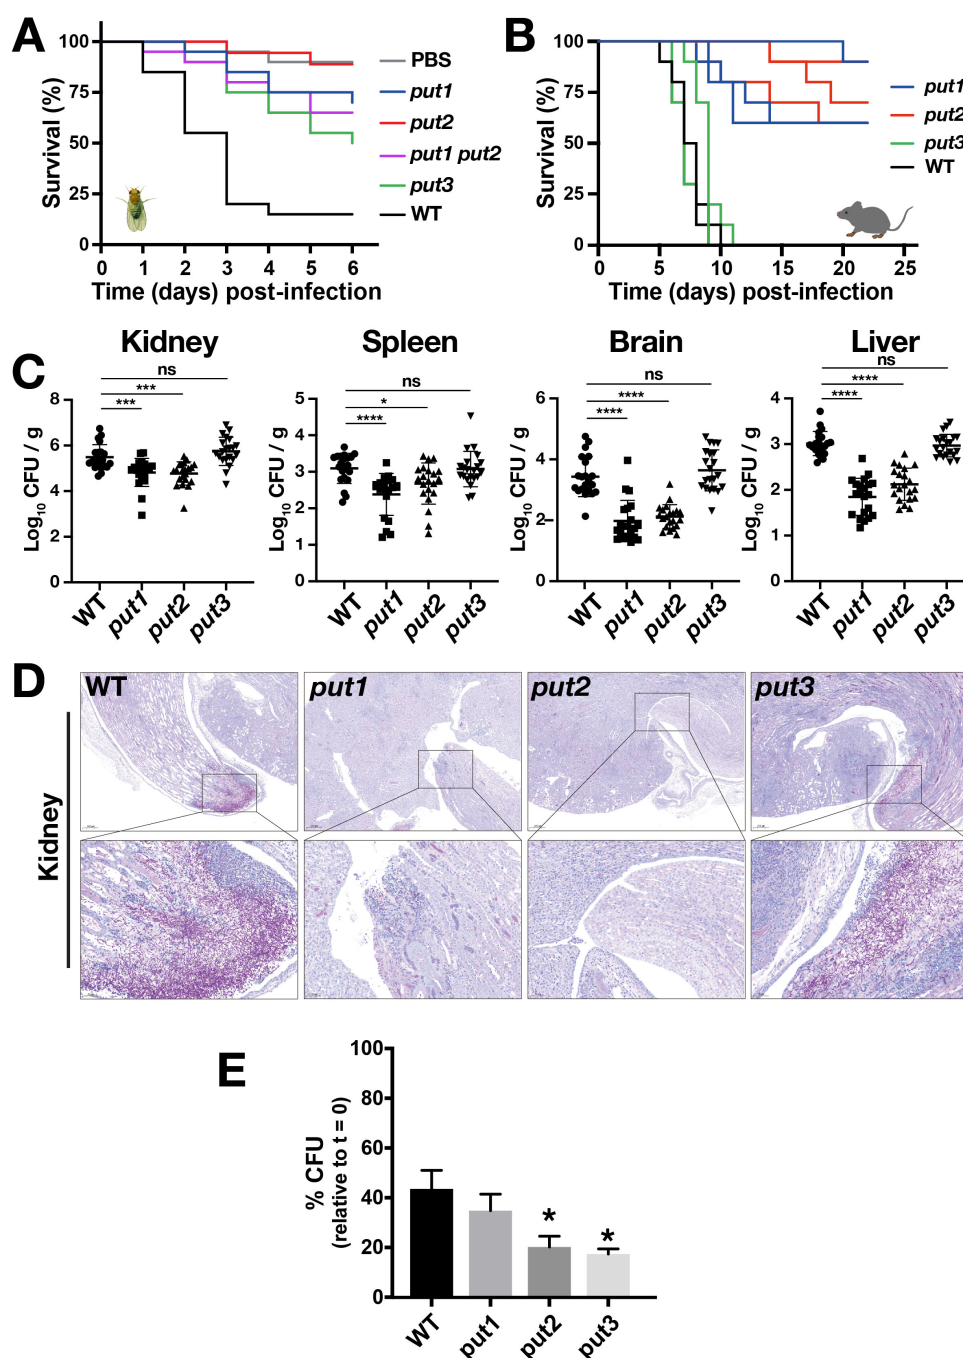 A
Survival (%)
100
75
50
25
0
0 1 2 3 4 5 6
Time (days) post-infection
PBS
put1
put2
put1 put2
put3
WT
B
Survival (%)
100
75
50
25
0
0 5 10 15 20 25
Time (days) post-infection
put1
put2
put3
WT
C
Kidney
ns
***
***
Log10 CFU / g
8
6
4
2
0
WT put1 put2 put3
Spleen
ns
*
****
Log10 CFU / g
5
4
3
2
1
0
WT put1 put2 put3
Brain
ns
****
****
Log10 CFU / g
6
4
2
0
WT put1 put2 put3
Liver
ns
****
****
Log10 CFU / g
4
3
2
1
0
WT put1 put2 put3
D
Kidney
WT put1 put2 put3
E
% CFU
(relative to t = 0)
100
80
60
40
20
0
* *
WT put1 put2 put3